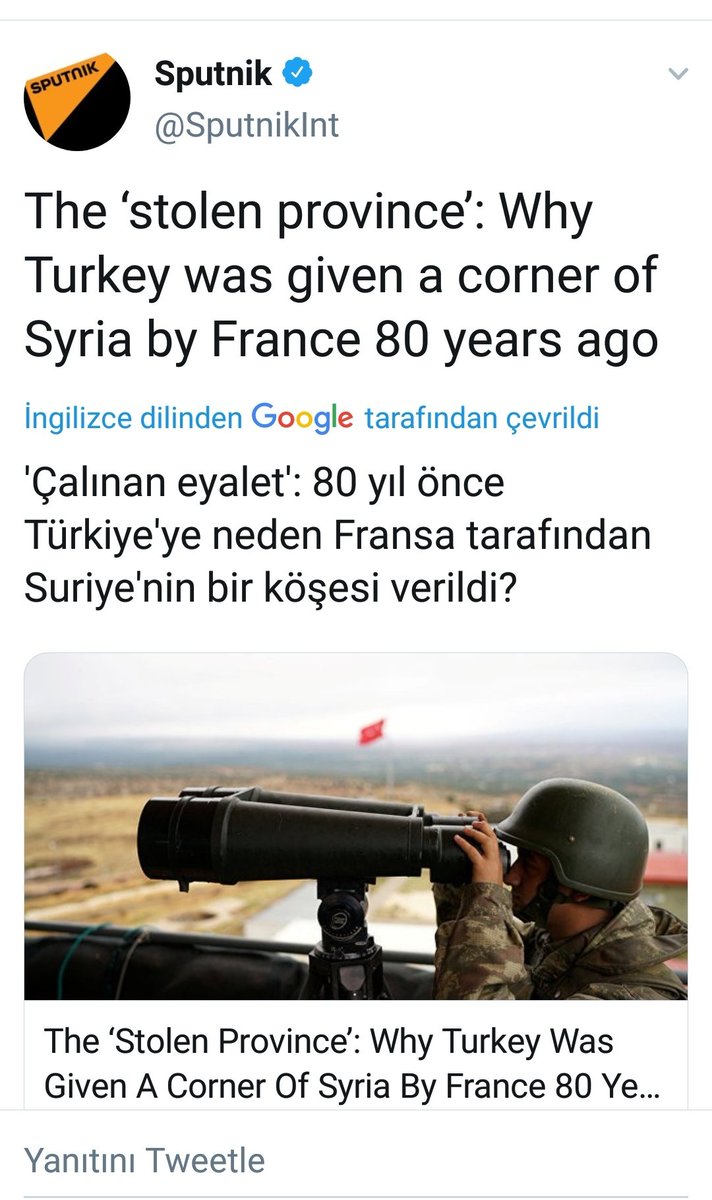 SPUTNIK
Sputnik
@SputnikInt
The ‘stolen province’: Why
Turkey was given a corner of
Syria by France 80 years ago
İngilizce dilinden Google tarafından çevrildi
'Çalınan eyalet': 80 yıl önce
Türkiye'ye neden Fransa tarafından
Suriye'nin bir köşesi verildi?
The ‘Stolen Province’: Why Turkey Was
Given A Corner Of Syria By France 80 Ye...
Yanıtını Tweetle